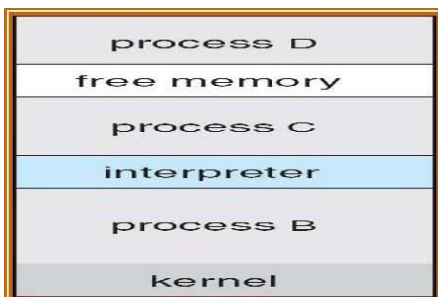 process D
free memory
process C
interpreter
process B
kernel